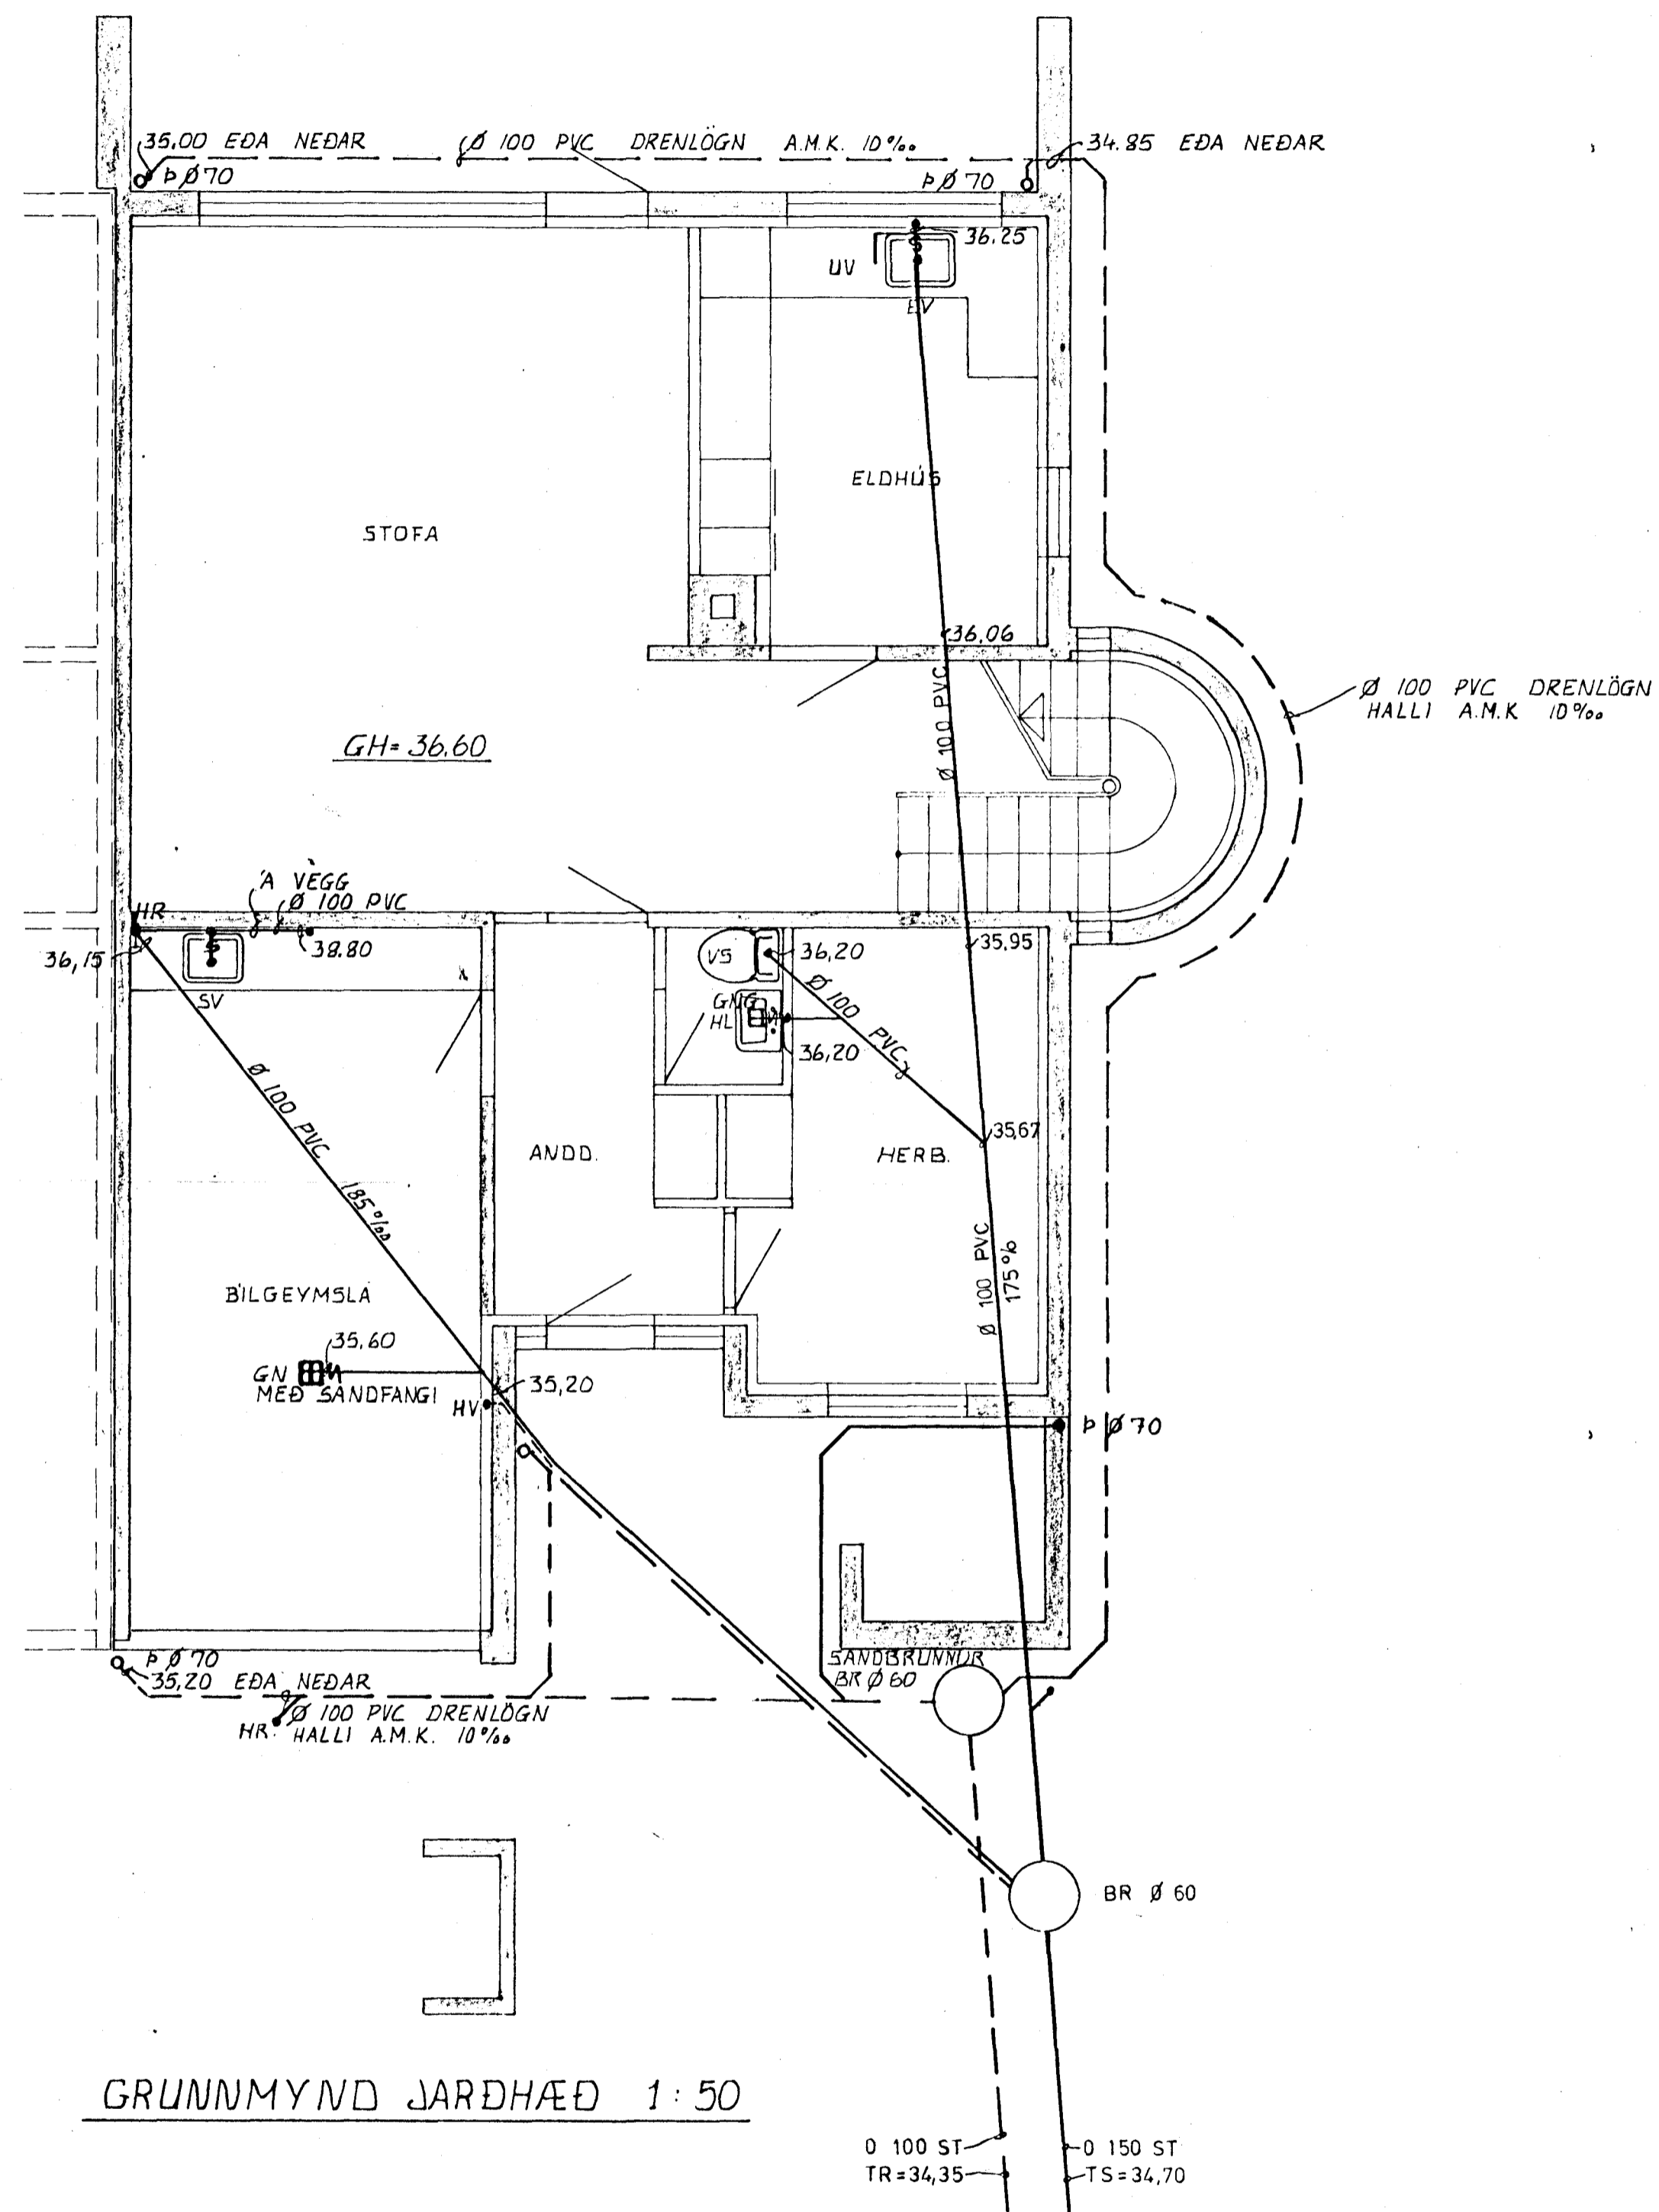 35.00 EÐA NEÐAR
Ø 100 PVC DRENLÖGN A.M.K. 10‰
34.85 EÐA NEÐAR
Þ Ø 70
Þ Ø 70
36.25
UV
EV
ELDHÚS
STOFA
36.06
Ø 100 PVC
Ø 100 PVC DRENLÖGN
HALLI A.M.K 10‰
GH= 36.60
Á VEGG
Ø 100 PVC
HR
38.80
36,15
SV
VS
36,20
35,95
GNG
HL
36,20
Ø 100 PVC
Ø 100 PVC
185‰
35,67
ANDD.
HERB.
Ø 100 PVC
175%
BÍLGEYMSLA
35,60
GN
MEÐ SANDFANGI
35,20
HV
Þ Ø 70
Þ Ø 70
35,20 EÐA NEÐAR
SANDBRUNNUR
BR Ø 60
Ø 100 PVC DRENLÖGN
HR. HALLI A.M.K. 10‰
BR Ø 60
GRUNNMYND JARÐHÆÐ 1:50
0 100 ST
TR=34,35
0 150 ST
TS=34,70